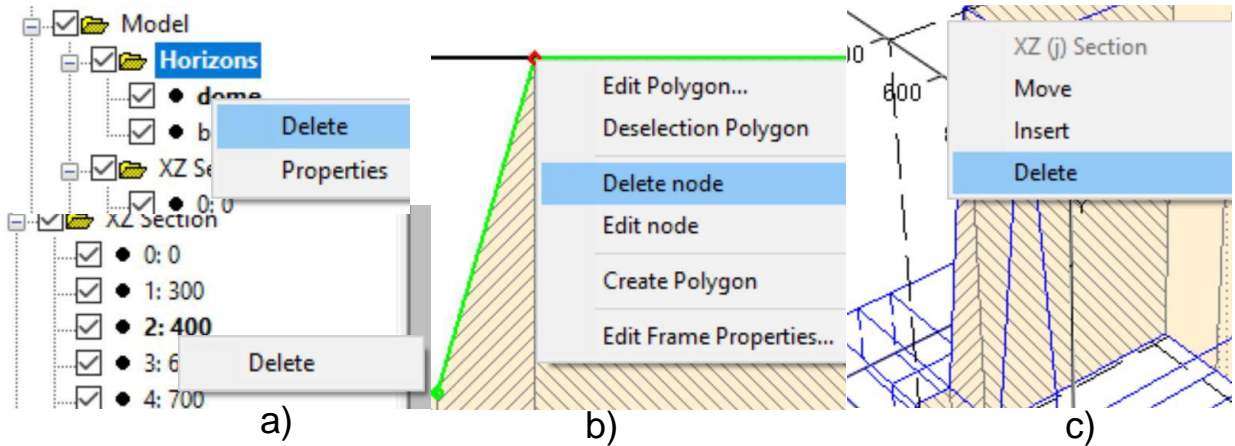 Model
Horizons
dome
b
Delete
Properties
XZ Se
0: 0
XZ Section
0: 0
1: 300
2: 400
3: 6
Delete
4: 700
a)
Edit Polygon...
Deselection Polygon
Delete node
Edit node
Create Polygon
Edit Frame Properties...
b)
600
XZ (j) Section
Move
Insert
Delete
c)